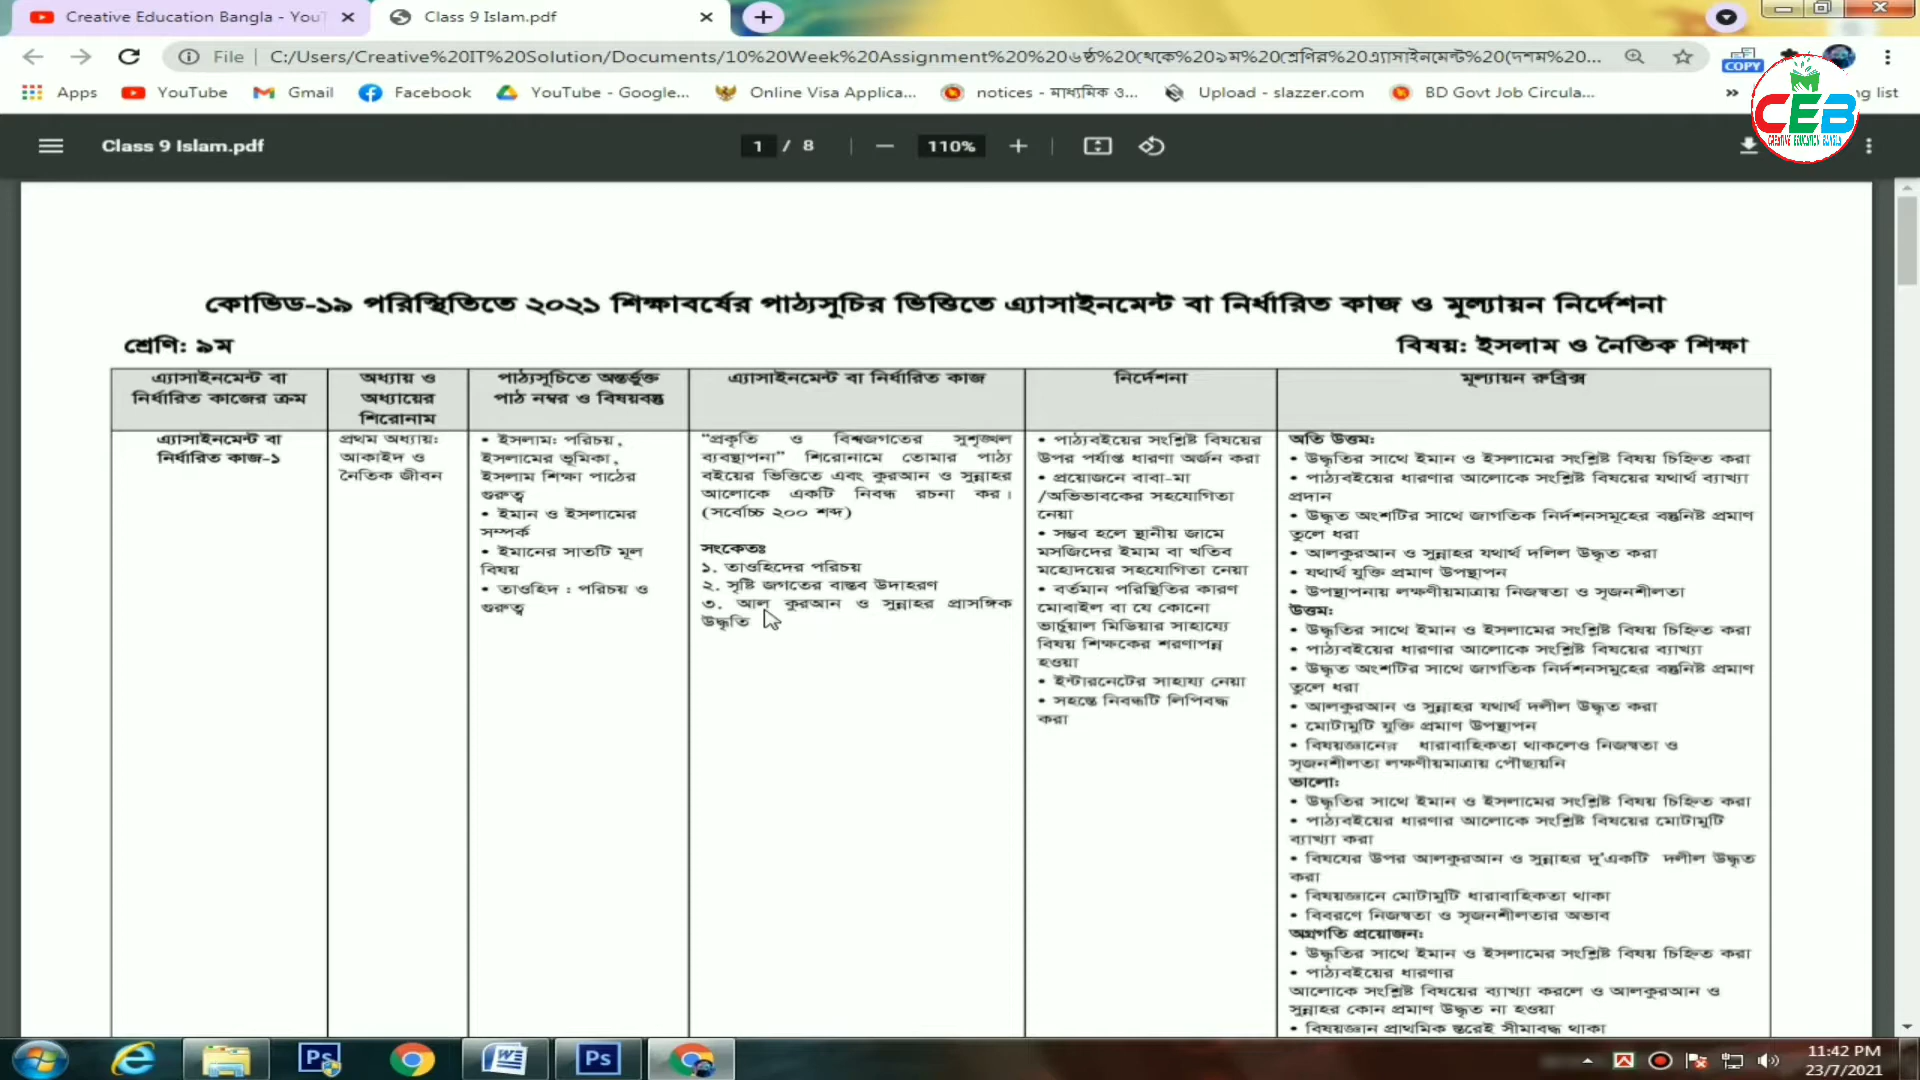 Creative Education Bangla - You
Class 9 Islam.pdf
File | C:/Users/Creative%20IT%20Solution/Documents/10%20Week%20Assignment%20%20৬ষ্ঠ%20(থেকে%20৯ম%20(শ্রেণির%20এ্যাসাইনমেন্ট%20(দশম%20...
COPY
Apps YouTube Gmail Facebook YouTube - Google... Online Visa Applica... notices - মাধ্যমিক ও... Upload - slazzer.com BD Govt Job Circula... » ng list
CEB
CREATIVE EDUCATION BANGLA
Class 9 Islam.pdf 1 / 8 — 110% +
কোভিড-১৯ পরিস্থিতিতে ২০২১ শিক্ষাবর্ষের পাঠ্যসূচির ভিত্তিতে এ্যাসাইনমেন্ট বা নির্ধারিত কাজ ও মূল্যায়ন নির্দেশনা
শ্রেণি: ৯ম
বিষয়: ইসলাম ও নৈতিক শিক্ষা
এ্যাসাইনমেন্ট বা
নির্ধারিত কাজের ক্রম
অধ্যায় ও
অধ্যায়ের
শিরোনাম
পাঠ্যসূচিতে অন্তর্ভুক্ত
পাঠ নম্বর ও বিষয়বস্তু
এ্যাসাইনমেন্ট বা নির্ধারিত কাজ
নির্দেশনা
মূল্যায়ন রুব্রিক্স
এ্যাসাইনমেন্ট বা
নির্ধারিত কাজ-১
প্রথম অধ্যায়:
আকাইদ ও
নৈতিক জীবন
• ইসলাম: পরিচয়,
ইসলামের ভূমিকা,
ইসলাম শিক্ষা পাঠের
গুরুত্ব
• ইমান ও ইসলামের
সম্পর্ক
• ইমানের সাতটি মূল
বিষয়
• তাওহিদ : পরিচয় ও
গুরুত্ব
“প্রকৃতি ও বিশ্বজগতের সুশৃঙ্খল
ব্যবস্থাপনা” শিরোনামে তোমার পাঠ্য
বইয়ের ভিত্তিতে এবং কুরআন ও সুন্নাহর
আলোকে একটি নিবন্ধ রচনা কর।
(সর্বোচ্চ ২০০ শব্দ)
সংকেতঃ
১. তাওহিদের পরিচয়
২. সৃষ্টি জগতের বাস্তব উদাহরণ
৩. আল কুরআন ও সুন্নাহর প্রাসঙ্গিক
উদ্ধৃতি
• পাঠ্যবইয়ের সংশ্লিষ্ট বিষয়ের
উপর পর্যাপ্ত ধারণা অর্জন করা
• প্রয়োজনে বাবা-মা
/অভিভাবকের সহযোগিতা
নেয়া
• সম্ভব হলে স্থানীয় জামে
মসজিদের ইমাম বা খতিব
মহোদয়ের সহযোগিতা নেয়া
• বর্তমান পরিস্থিতির কারণ
মোবাইল বা যে কোনো
ভার্চুয়াল মিডিয়ার সাহায্যে
বিষয় শিক্ষকের শরণাপন্ন
হওয়া
• ইন্টারনেটের সাহায্য নেয়া
• সহস্তে নিবন্ধটি লিপিবদ্ধ
করা
অতি উত্তম:
• উদ্ধৃতির সাথে ইমান ও ইসলামের সংশ্লিষ্ট বিষয় চিহ্নিত করা
• পাঠ্যবইয়ের ধারণার আলোকে সংশ্লিষ্ট বিষয়ের যথার্থ ব্যাখ্যা
প্রদান
• উদ্ধৃত অংশটির সাথে জাগতিক নির্দশনসমূহের বস্তুনিষ্ট প্রমাণ
তুলে ধরা
• আলকুরআন ও সুন্নাহর যথার্থ দলিল উদ্ধৃত করা
• যথার্থ যুক্তি প্রমাণ উপস্থাপন
• উপস্থাপনায় লক্ষণীয়মাত্রায় নিজস্বতা ও সৃজনশীলতা
উত্তম:
• উদ্ধৃতির সাথে ইমান ও ইসলামের সংশ্লিষ্ট বিষয় চিহ্নিত করা
• পাঠ্যবইয়ের ধারণার আলোকে সংশ্লিষ্ট বিষয়ের ব্যাখ্যা
• উদ্ধৃত অংশটির সাথে জাগতিক নির্দশনসমুহের বস্তুনিষ্ট প্রমাণ
তুলে ধরা
• আলকুরআন ও সুন্নাহর যথার্থ দলীল উদ্ধৃত করা
• মোটামুটি যুক্তি প্রমাণ উপস্থাপন
• বিষয়জ্ঞানের ধারাবাহিকতা থাকলেও নিজস্বতা ও
সৃজনশীলতা লক্ষণীয়মাত্রায় পৌছায়নি
ভালো:
• উদ্ধৃতির সাথে ইমান ও ইসলামের সংশ্লিষ্ট বিষয় চিহ্নিত করা
• পাঠ্যবইয়ের ধারণার আলোকে সংশ্লিষ্ট বিষয়ের মোটামুটি
ব্যাখ্যা করা
• বিষযের উপর আলকুরআন ও সুন্নাহর দু'একটি দলীল উদ্ধৃত
করা
• বিষয়জ্ঞানে মোটামুটি ধারাবাহিকতা থাকা
• বিবরণে নিজস্বতা ও সৃজনশীলতার অভাব
অগ্রগতি প্রয়োজন:
• উদ্ধৃতির সাথে ইমান ও ইসলামের সংশ্লিষ্ট বিষয় চিহ্নিত করা
• পাঠ্যবইয়ের ধারণার
আলোকে সংশ্লিষ্ট বিষয়ের ব্যাখ্যা করলে ও আলকুরআন ও
সুন্নাহর কোন প্রমাণ উদ্ধৃত না হওয়া
• বিষয়জ্ঞান প্রাথমিক স্তরেই সীমাবদ্ধ থাকা
Ps
Ps
11:42 PM
23/7/2021